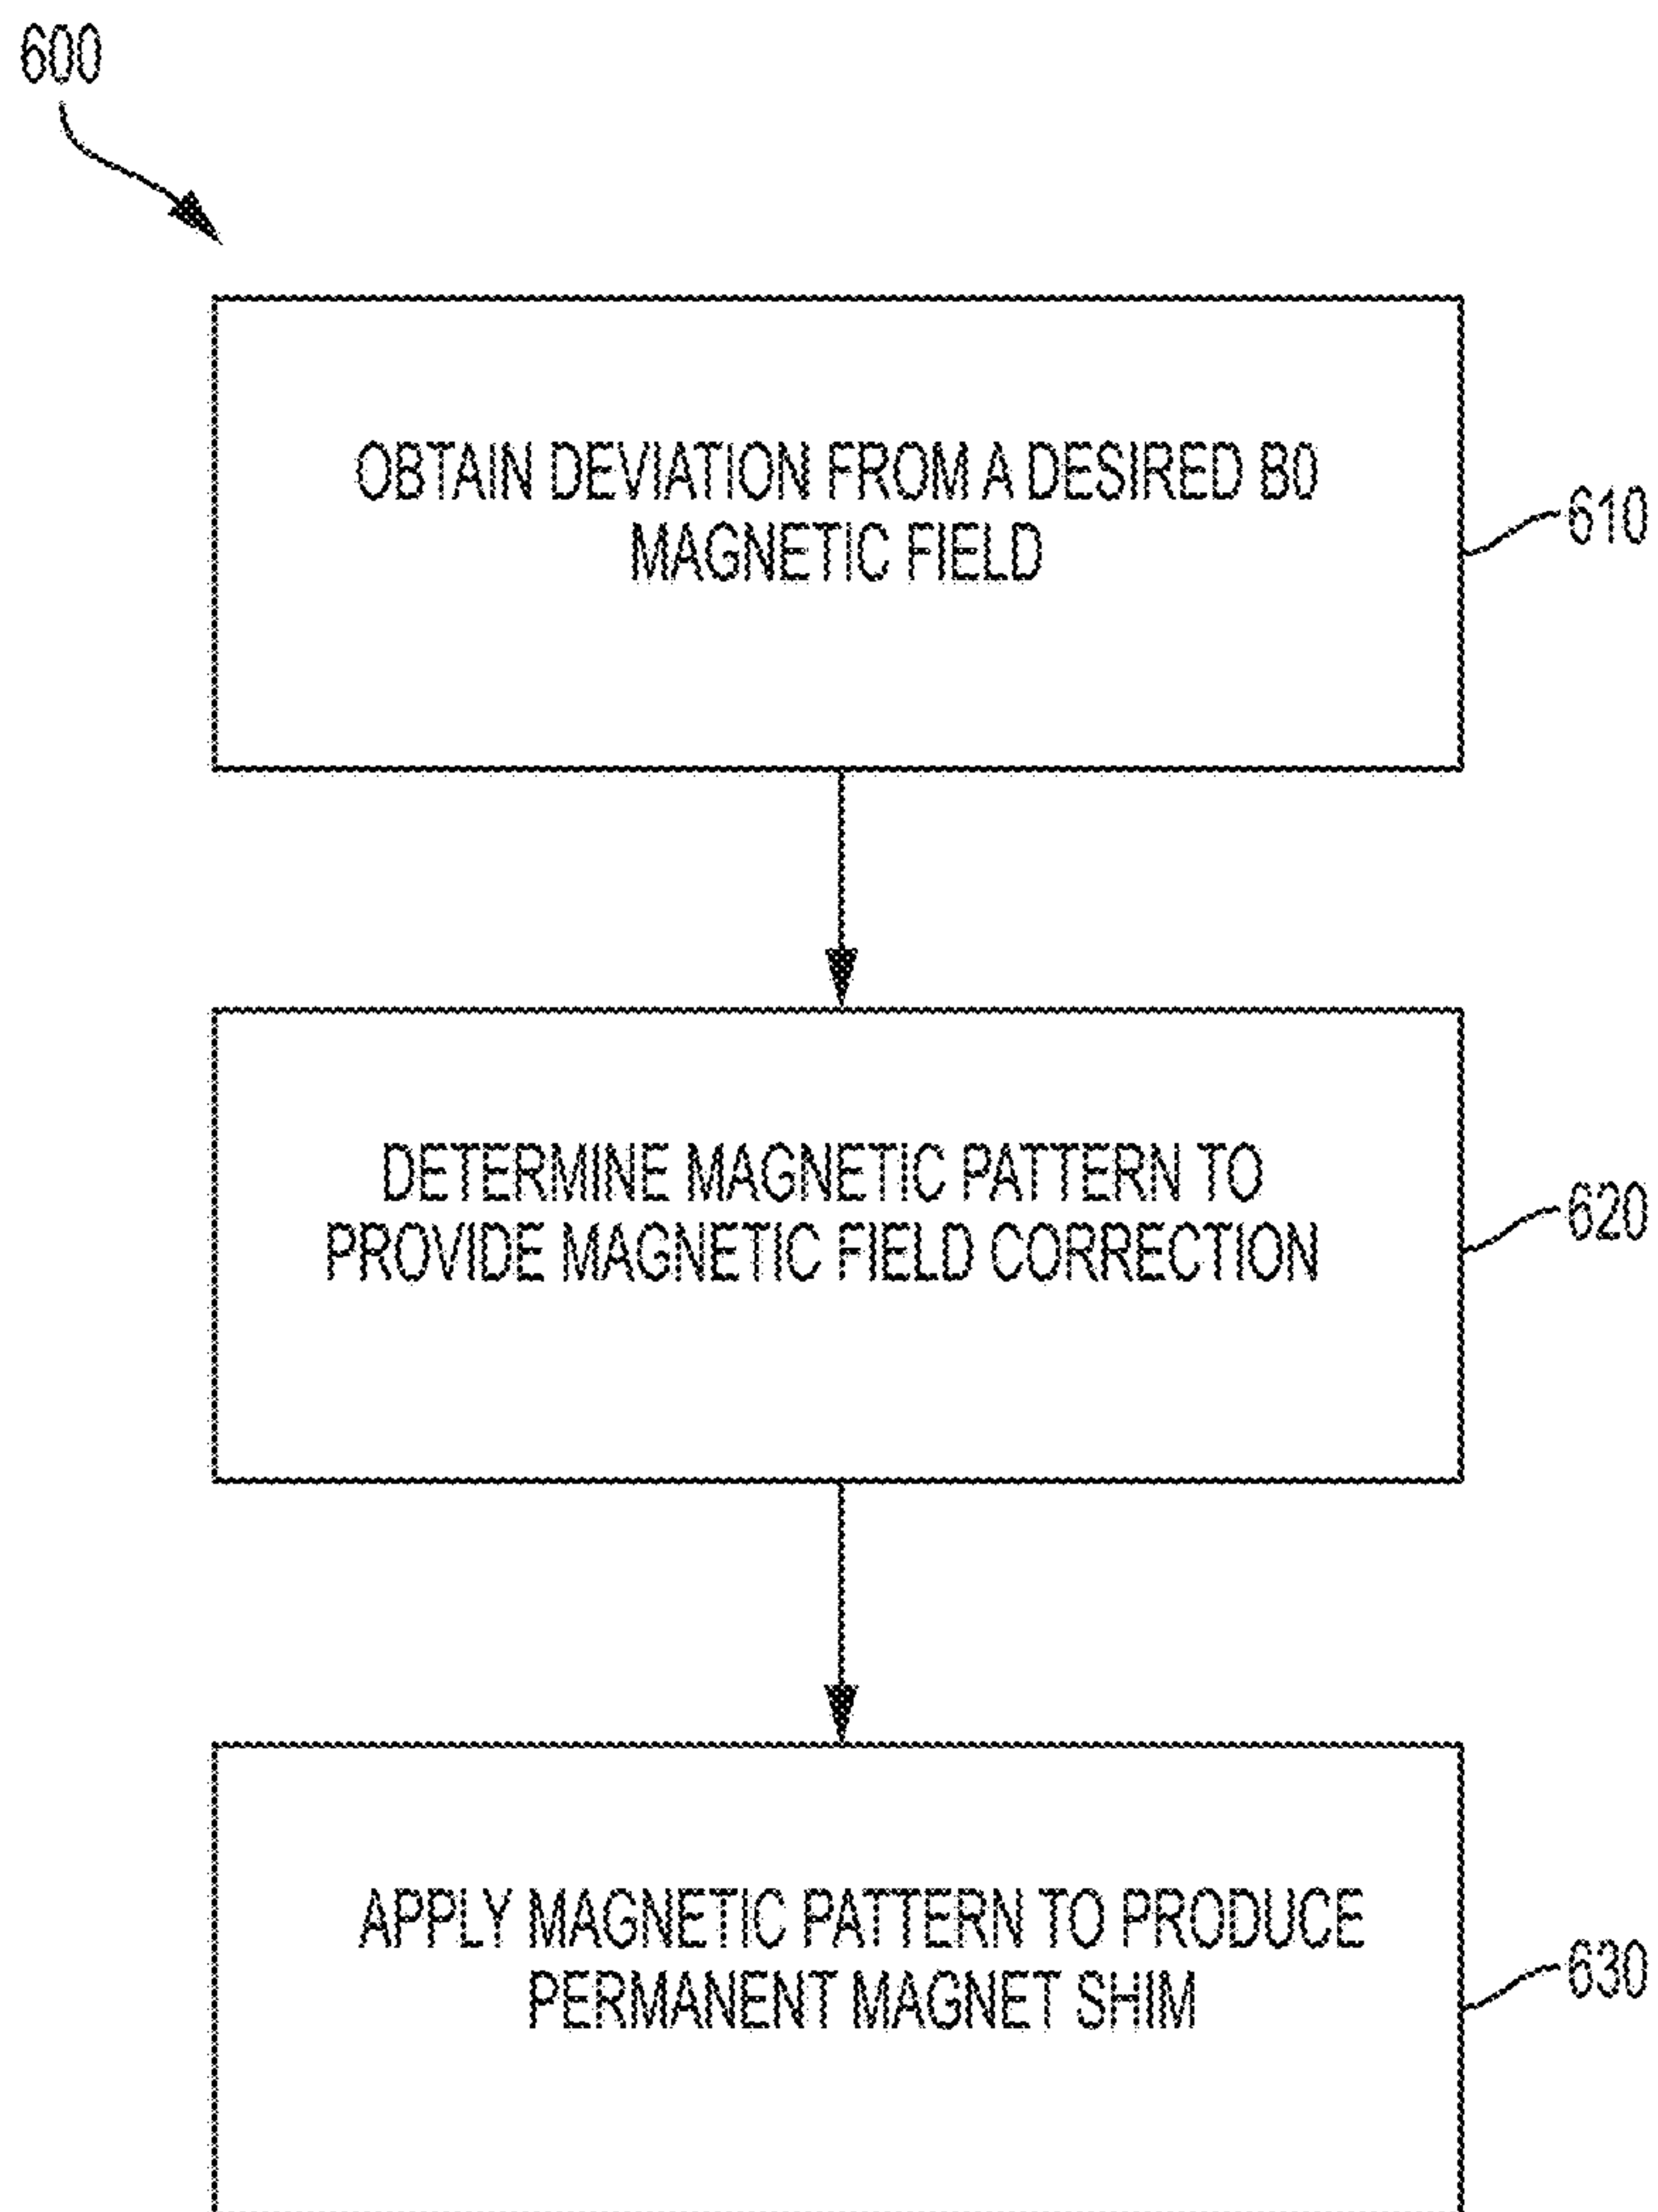 600
OBTAIN DEVIATION FROM A DESIRED B0
MAGNETIC FIELD
610
DETERMINE MAGNETIC PATTERN TO
PROVIDE MAGNETIC FIELD CORRECTION
620
APPLY MAGNETIC PATTERN TO PRODUCE
PERMANENT MAGNET SHIM
630